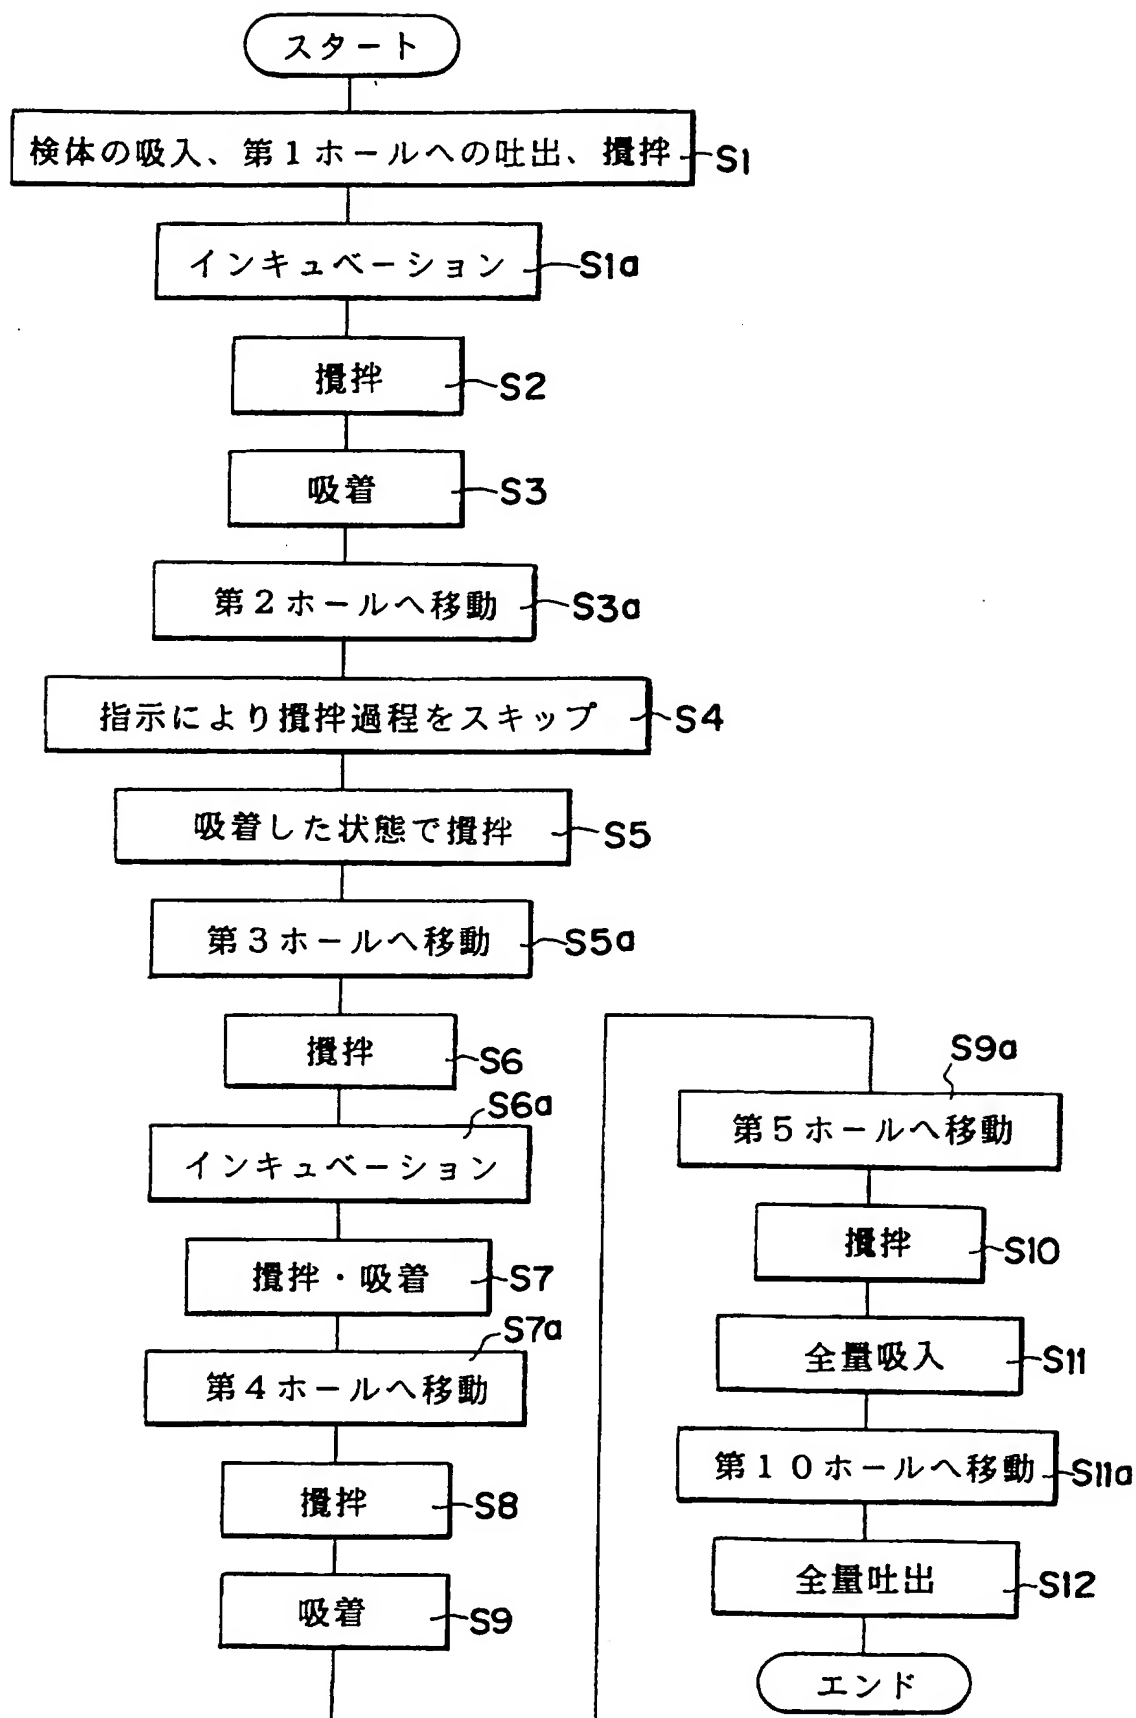 スタート
検体の吸入、第1ホールへの吐出、攪拌 S1
インキュベーション S1a
攪拌 S2
吸着 S3
第2ホールへ移動 S3a
指示により攪拌過程をスキップ S4
吸着した状態で攪拌 S5
第3ホールへ移動 S5a
攪拌 S6
S6a
インキュベーション
攪拌・吸着 S7
S7a
第4ホールへ移動
攪拌 S8
吸着 S9
S9a
第5ホールへ移動
攪拌 S10
全量吸入 S11
第10ホールへ移動 S11a
全量吐出 S12
エンド